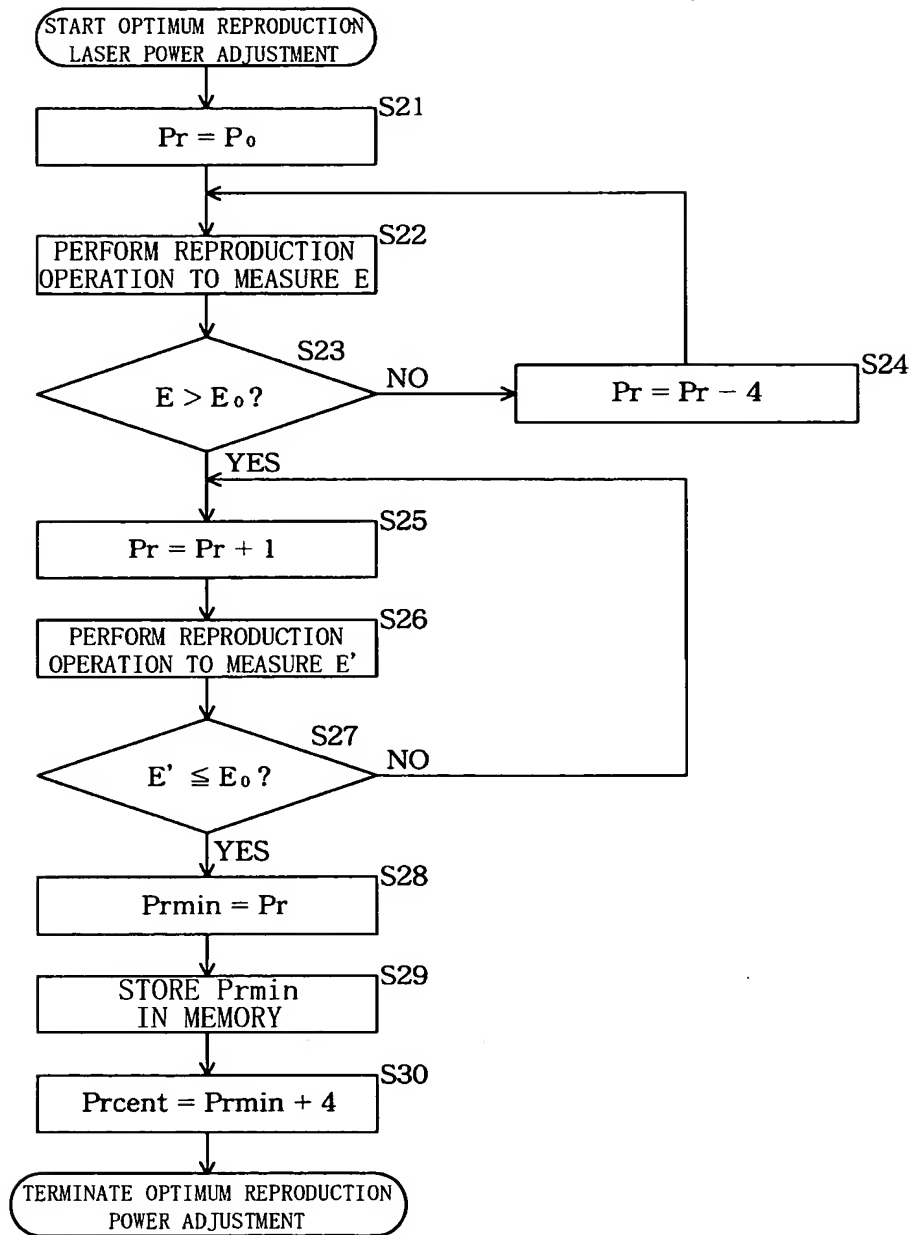 START OPTIMUM REPRODUCTION
LASER POWER ADJUSTMENT
S21
Pr = P₀
S22
PERFORM REPRODUCTION
OPERATION TO MEASURE E
S23
E > E₀?
NO
S24
Pr = Pr − 4
YES
S25
Pr = Pr + 1
S26
PERFORM REPRODUCTION
OPERATION TO MEASURE E'
S27
E' ≦ E₀?
NO
YES
S28
Prmin = Pr
S29
STORE Prmin
IN MEMORY
S30
Prcent = Prmin + 4
TERMINATE OPTIMUM REPRODUCTION
POWER ADJUSTMENT